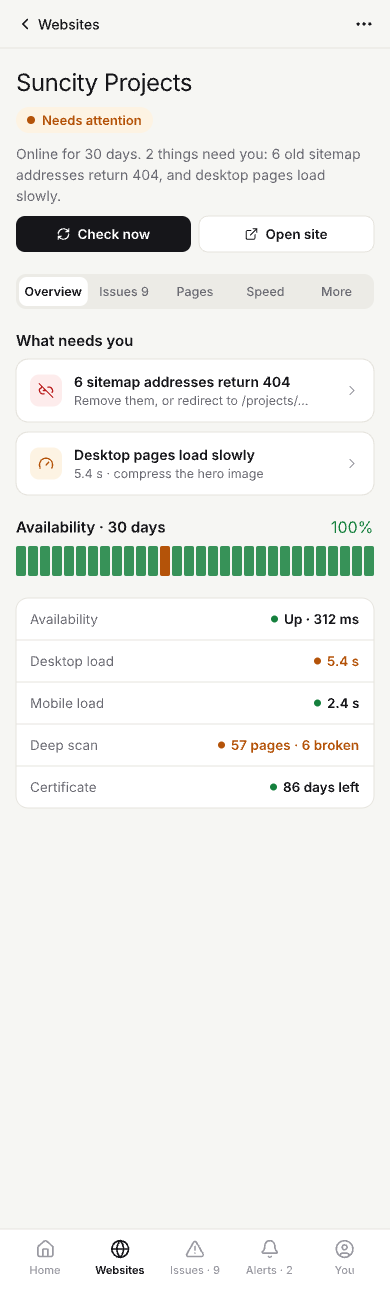 Websites
Suncity Projects
Needs attention
Online for 30 days. 2 things need you: 6 old sitemap
addresses return 404, and desktop pages load
slowly.
Check now
Open site
Overview
Issues 9
Pages
Speed
More
What needs you
6 sitemap addresses return 404
Remove them, or redirect to /projects/...
Desktop pages load slowly
5.4 s · compress the hero image
Availability · 30 days
100%
Availability
Up · 312 ms
Desktop load
5.4 s
Mobile load
2.4 s
Deep scan
57 pages · 6 broken
Certificate
86 days left
Home
Websites
Issues · 9
Alerts · 2
You